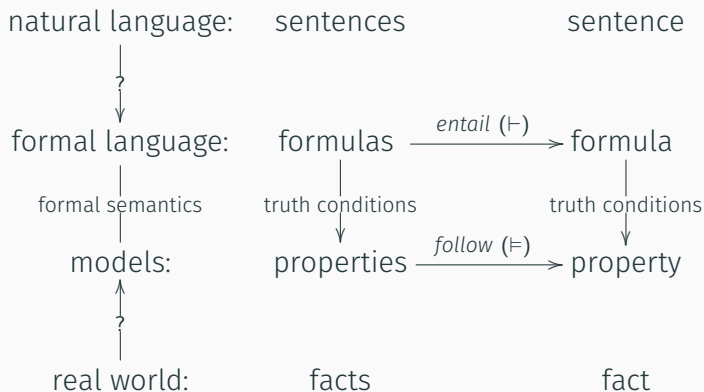 natural language: sentences sentence
?
entail (⊢)
formal language: formulas formula
formal semantics truth conditions truth conditions
follow (⊨)
models: properties property
?
real world: facts fact